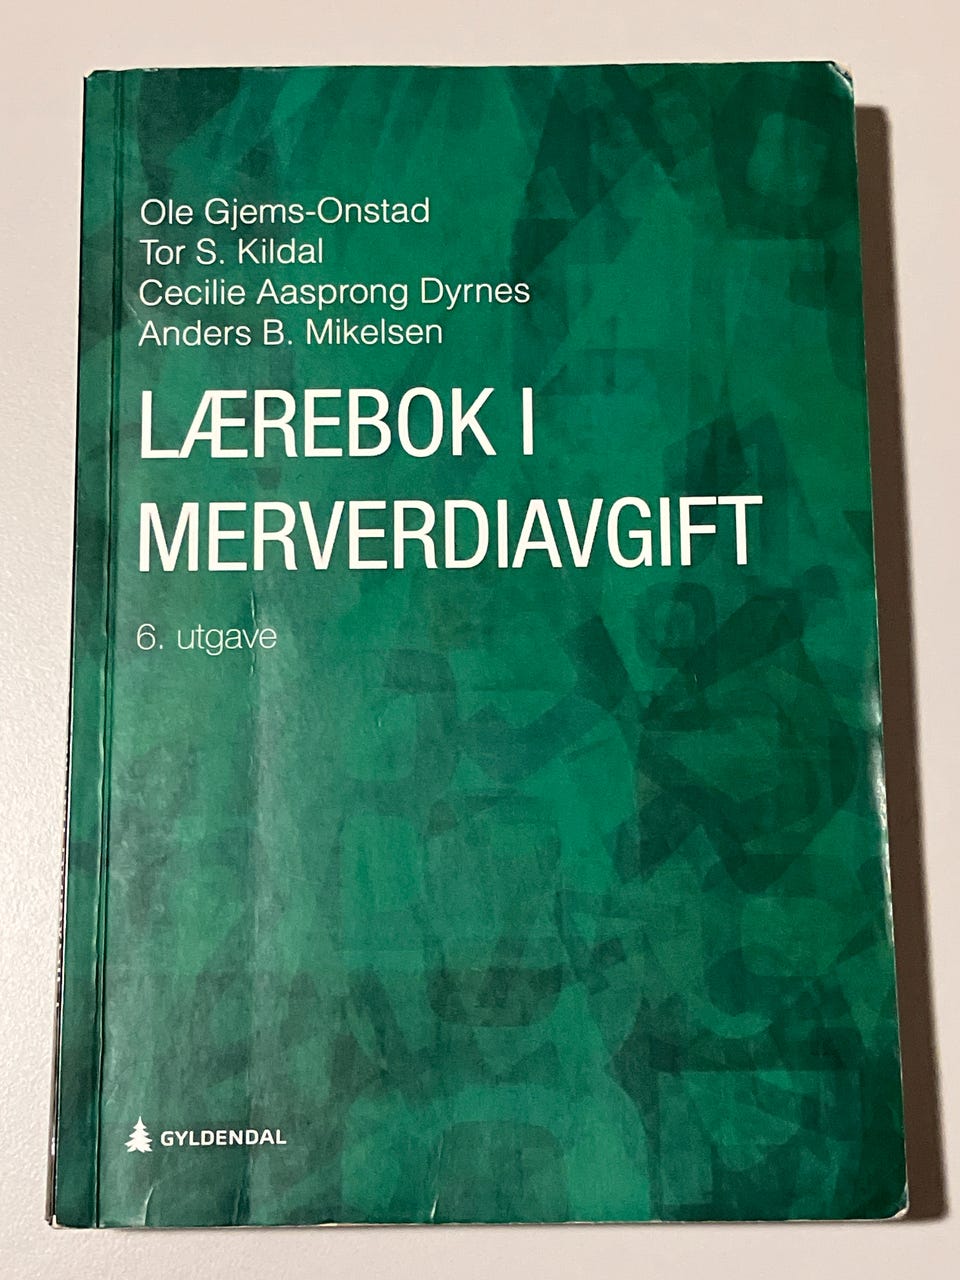 Ole Gjems-Onstad
Tor S. Kildal
Cecilie Aasprong Dyrnes
Anders B. Mikelsen
LÆREBOK I
MERVERDIAVGIFT
6. utgave
GYLDENDAL